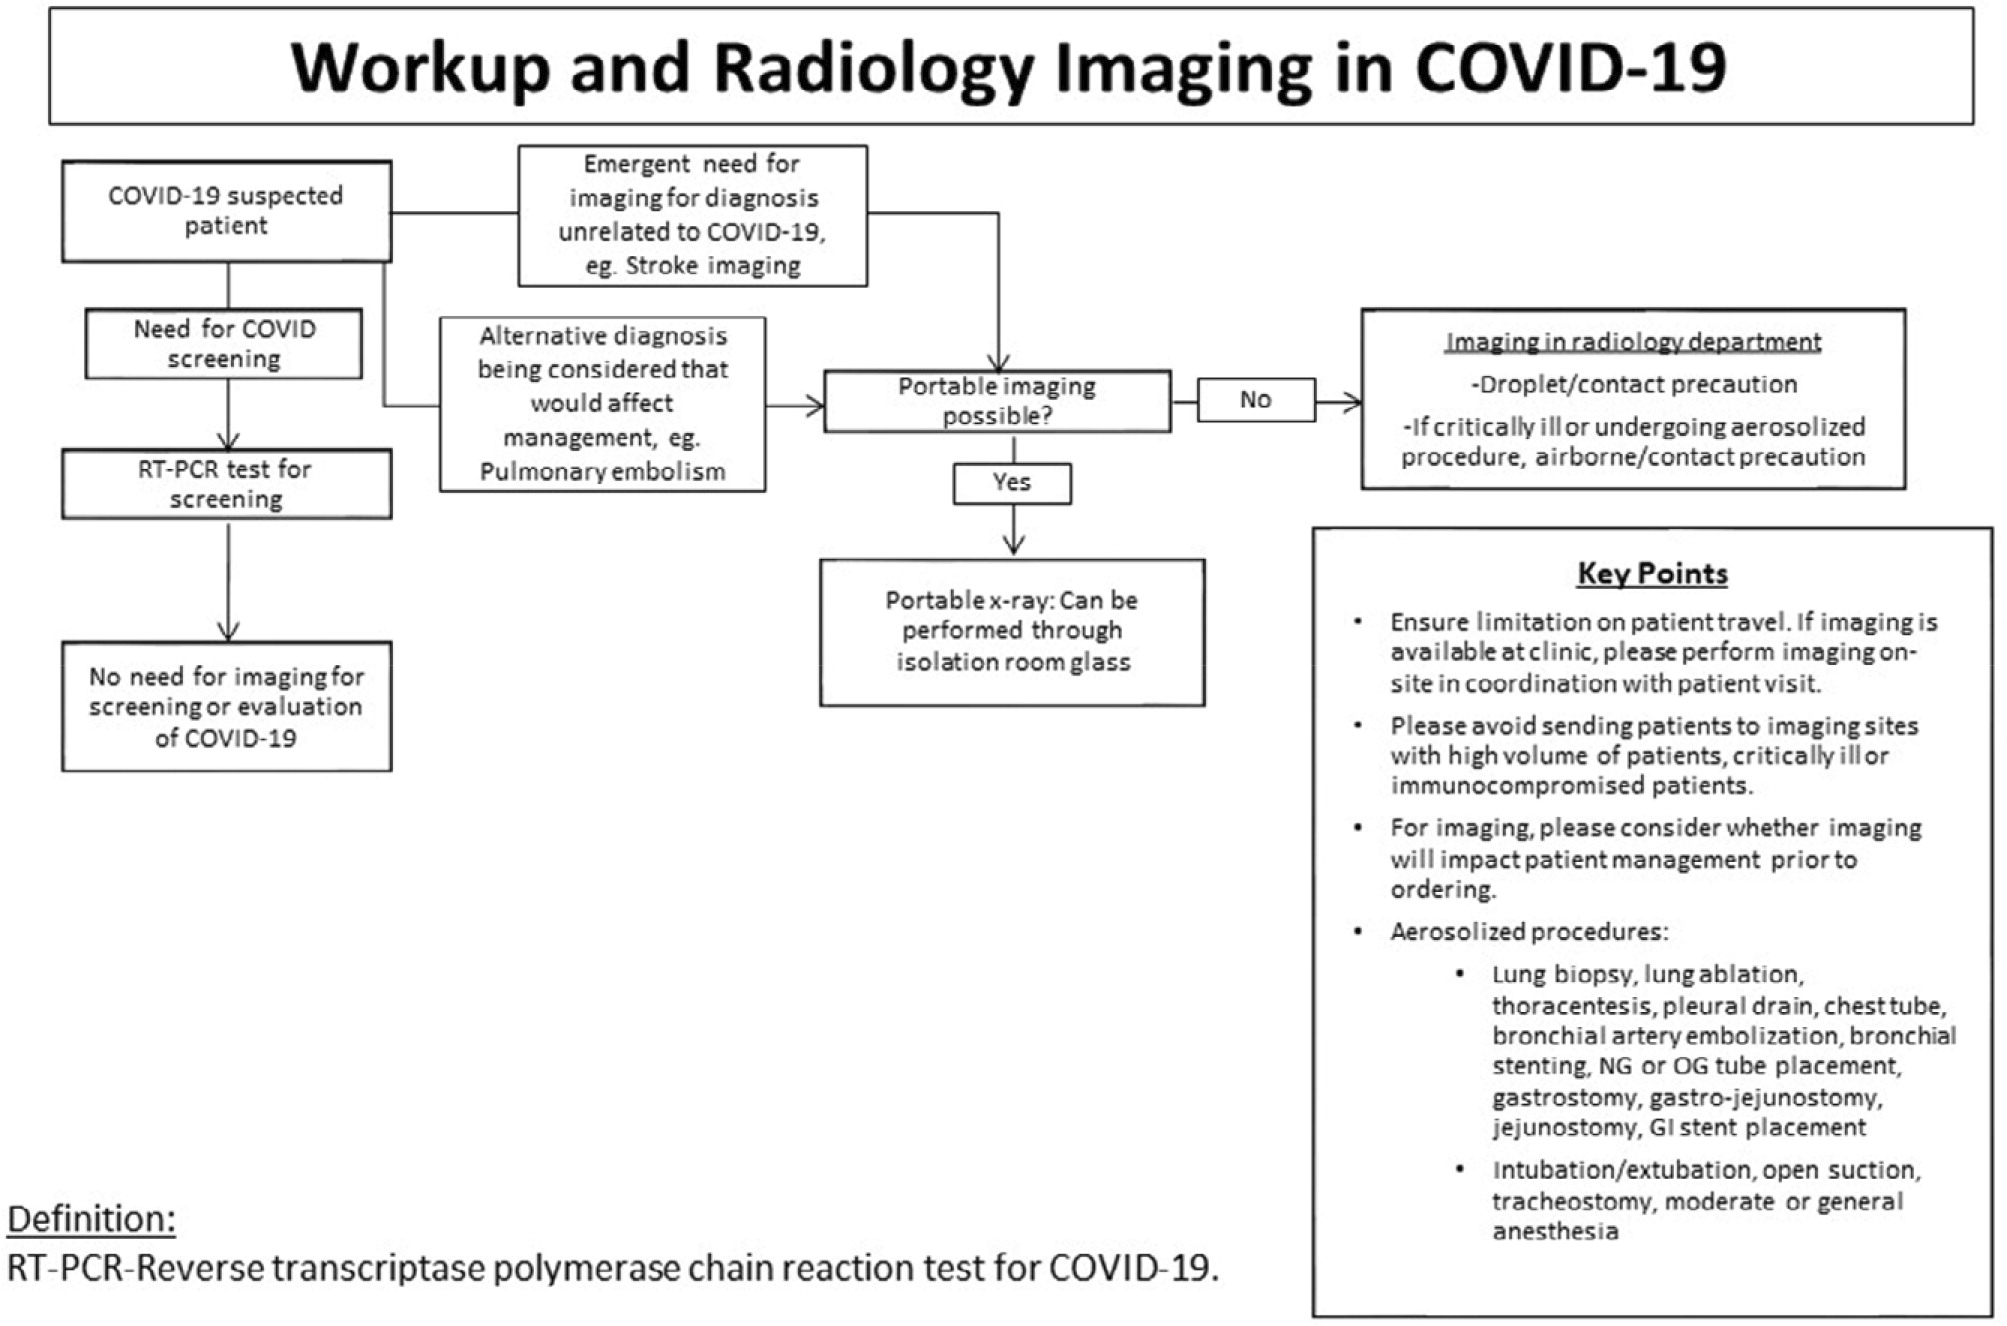 Workup and Radiology Imaging in COVID-19
COVID-19 suspected
patient
Emergent need for
imaging for diagnosis
unrelated to COVID-19,
eg. Stroke imaging
Need for COVID
screening
Alternative diagnosis
being considered that
would affect
management, eg.
Pulmonary embolism
RT-PCR test for
screening
No need for imaging for
screening or evaluation
of COVID-19
Portable imaging
possible?
No
Yes
Portable x-ray: Can be
performed through
isolation room glass
Imaging in radiology department
-Droplet/contact precaution
-If critically ill or undergoing aerosolized
procedure, airborne/contact precaution
Key Points
• Ensure limitation on patient travel. If imaging is
available at clinic, please perform imaging on-
site in coordination with patient visit.
• Please avoid sending patients to imaging sites
with high volume of patients, critically ill or
immunocompromised patients.
• For imaging, please consider whether imaging
will impact patient management prior to
ordering.
• Aerosolized procedures:
• Lung biopsy, lung ablation,
thoracentesis, pleural drain, chest tube,
bronchial artery embolization, bronchial
stenting, NG or OG tube placement,
gastrostomy, gastro-jejunostomy,
jejunostomy, GI stent placement
• Intubation/extubation, open suction,
tracheostomy, moderate or general
anesthesia
Definition:
RT-PCR-Reverse transcriptase polymerase chain reaction test for COVID-19.